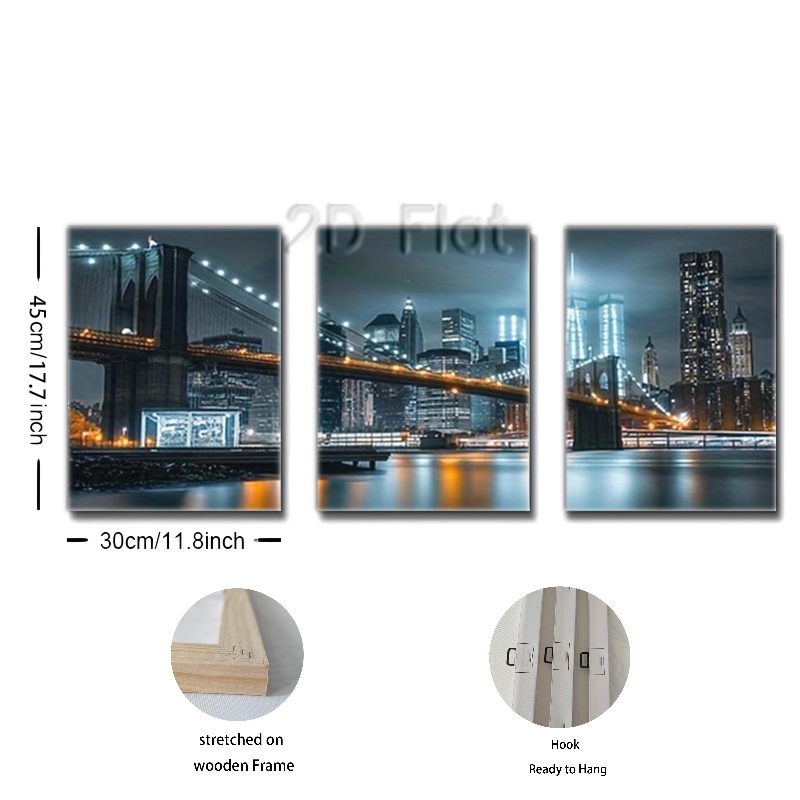 2D Flat
45cm/17.7inch
30cm/11.8inch
stretched on
wooden Frame
Hook
Ready to Hang